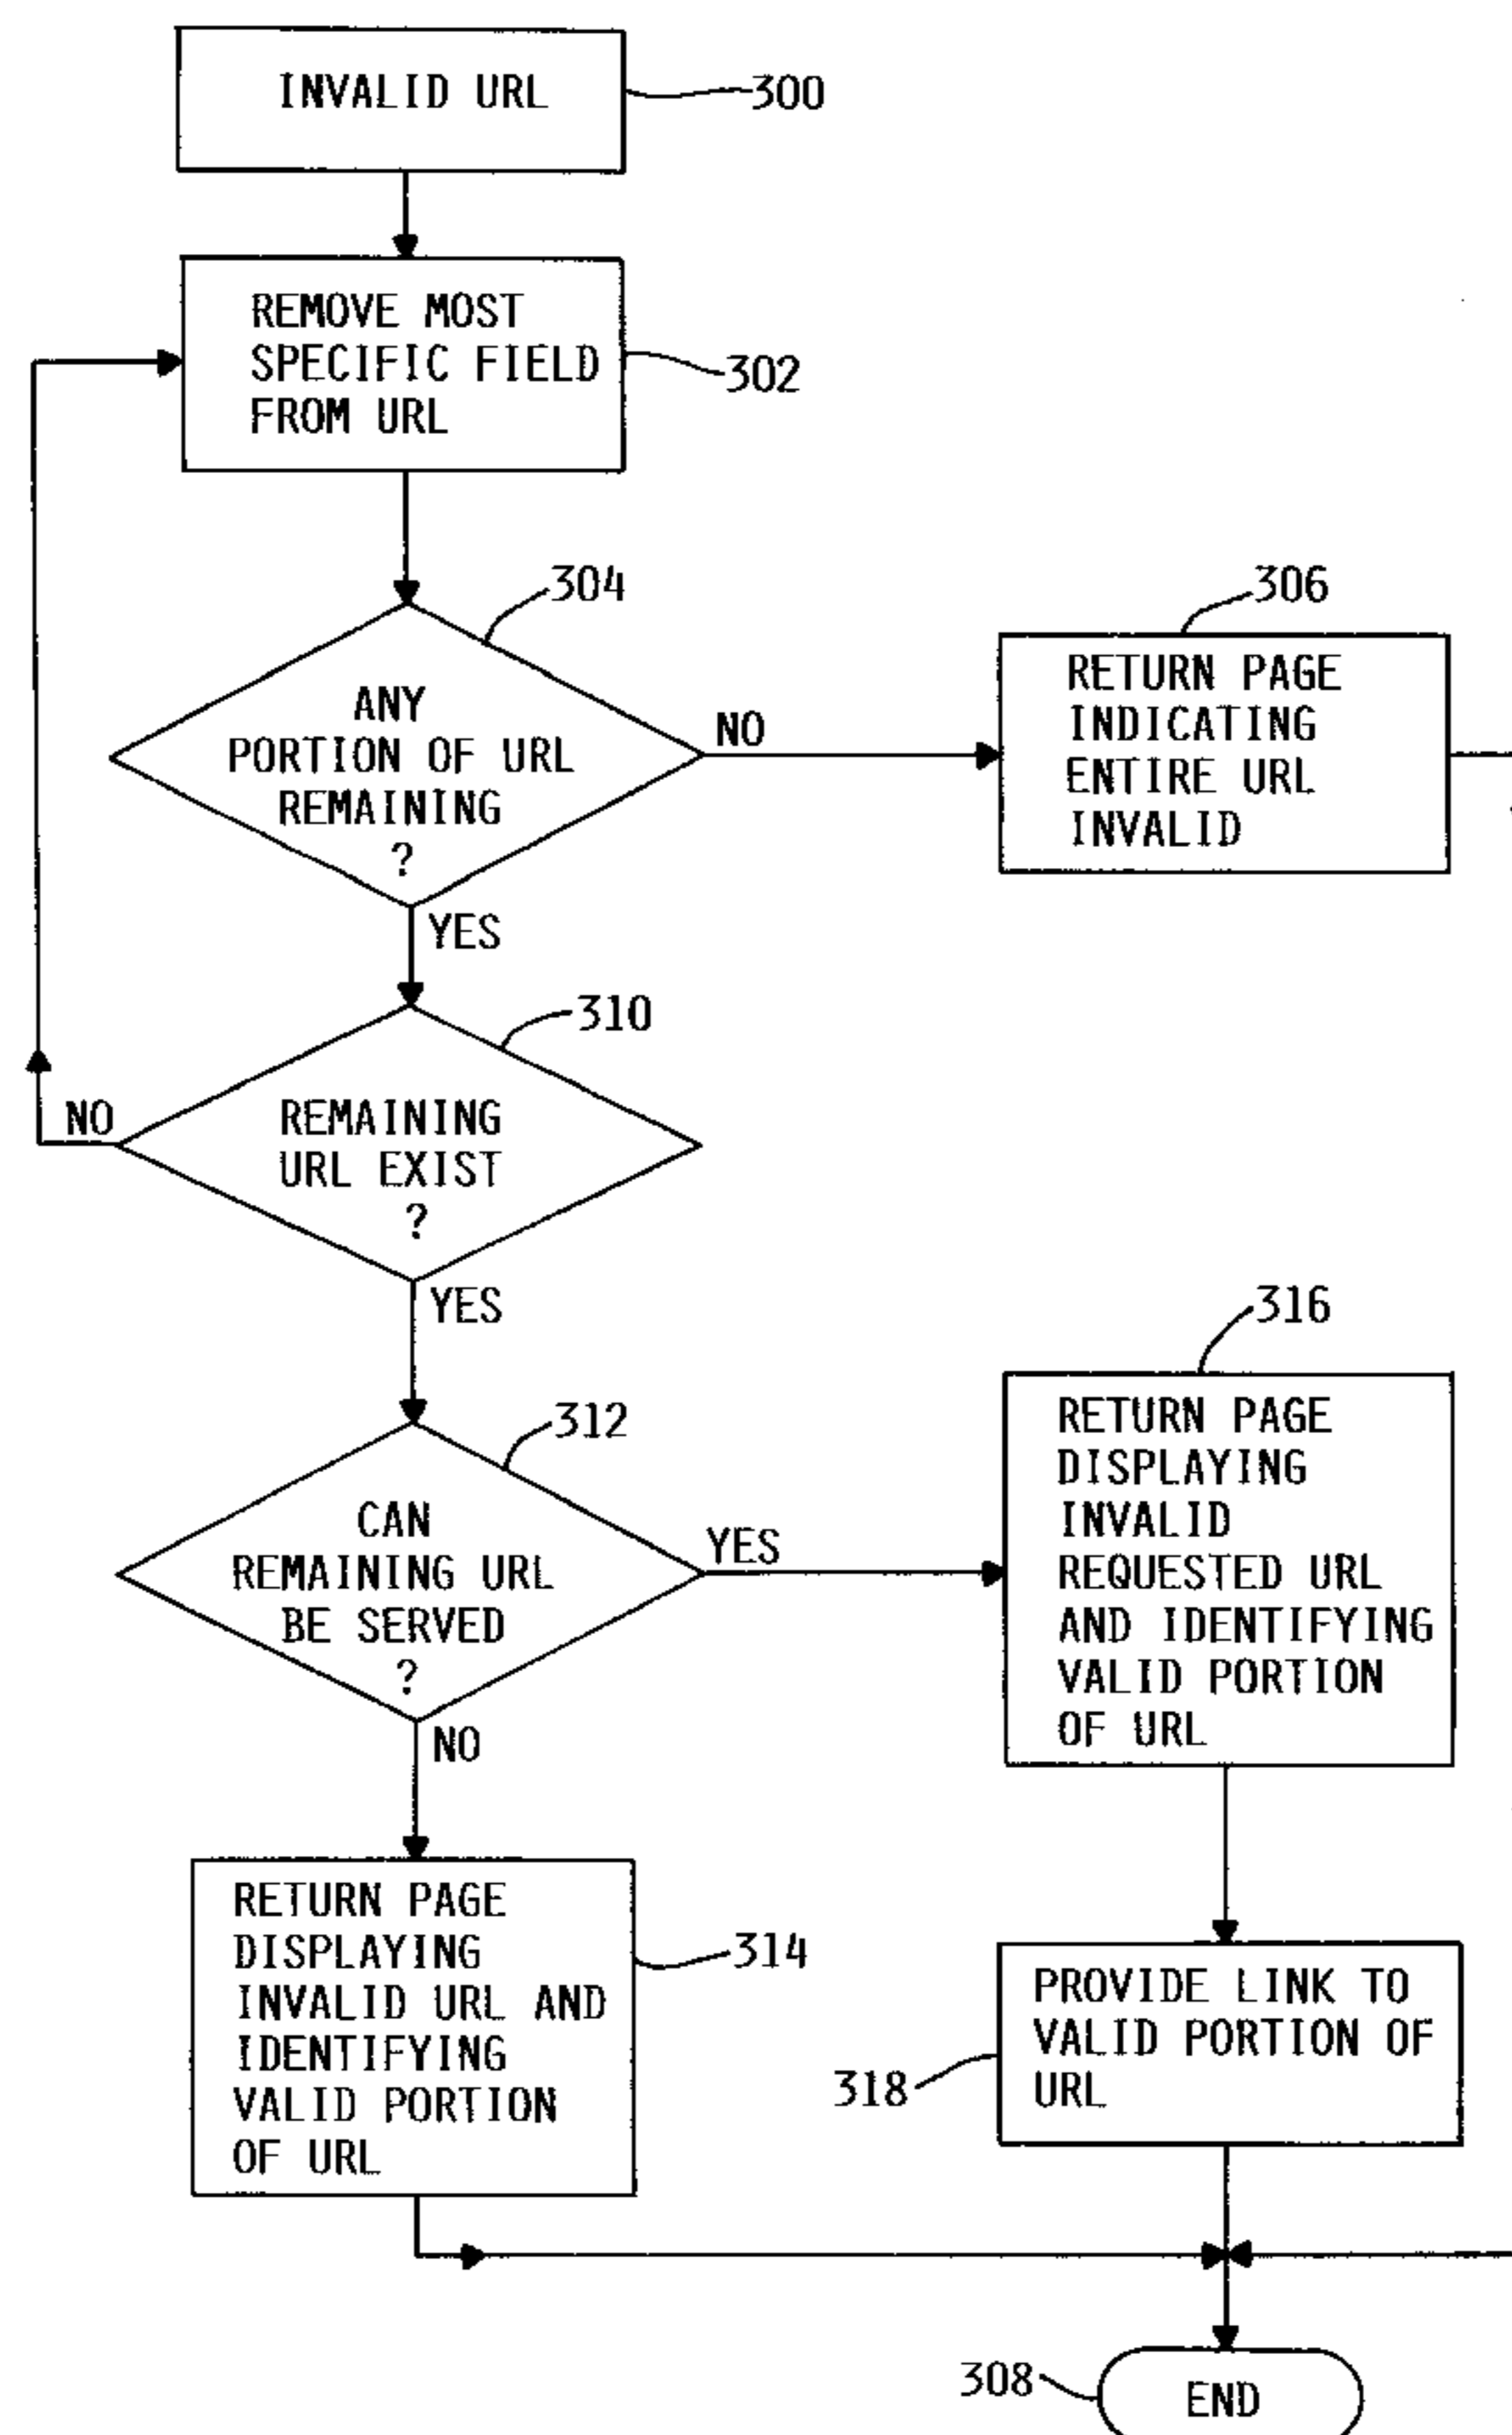 INVALID URL
300
REMOVE MOST
SPECIFIC FIELD
FROM URL
302
304
ANY
PORTION OF URL
REMAINING
?
NO
YES
306
RETURN PAGE
INDICATING
ENTIRE URL
INVALID
310
REMAINING
URL EXIST
?
NO
YES
312
CAN
REMAINING URL
BE SERVED
?
YES
NO
316
RETURN PAGE
DISPLAYING
INVALID
REQUESTED URL
AND IDENTIFYING
VALID PORTION
OF URL
RETURN PAGE
DISPLAYING
INVALID URL AND
IDENTIFYING
VALID PORTION
OF URL
314
PROVIDE LINK TO
VALID PORTION OF
URL
318
308
END